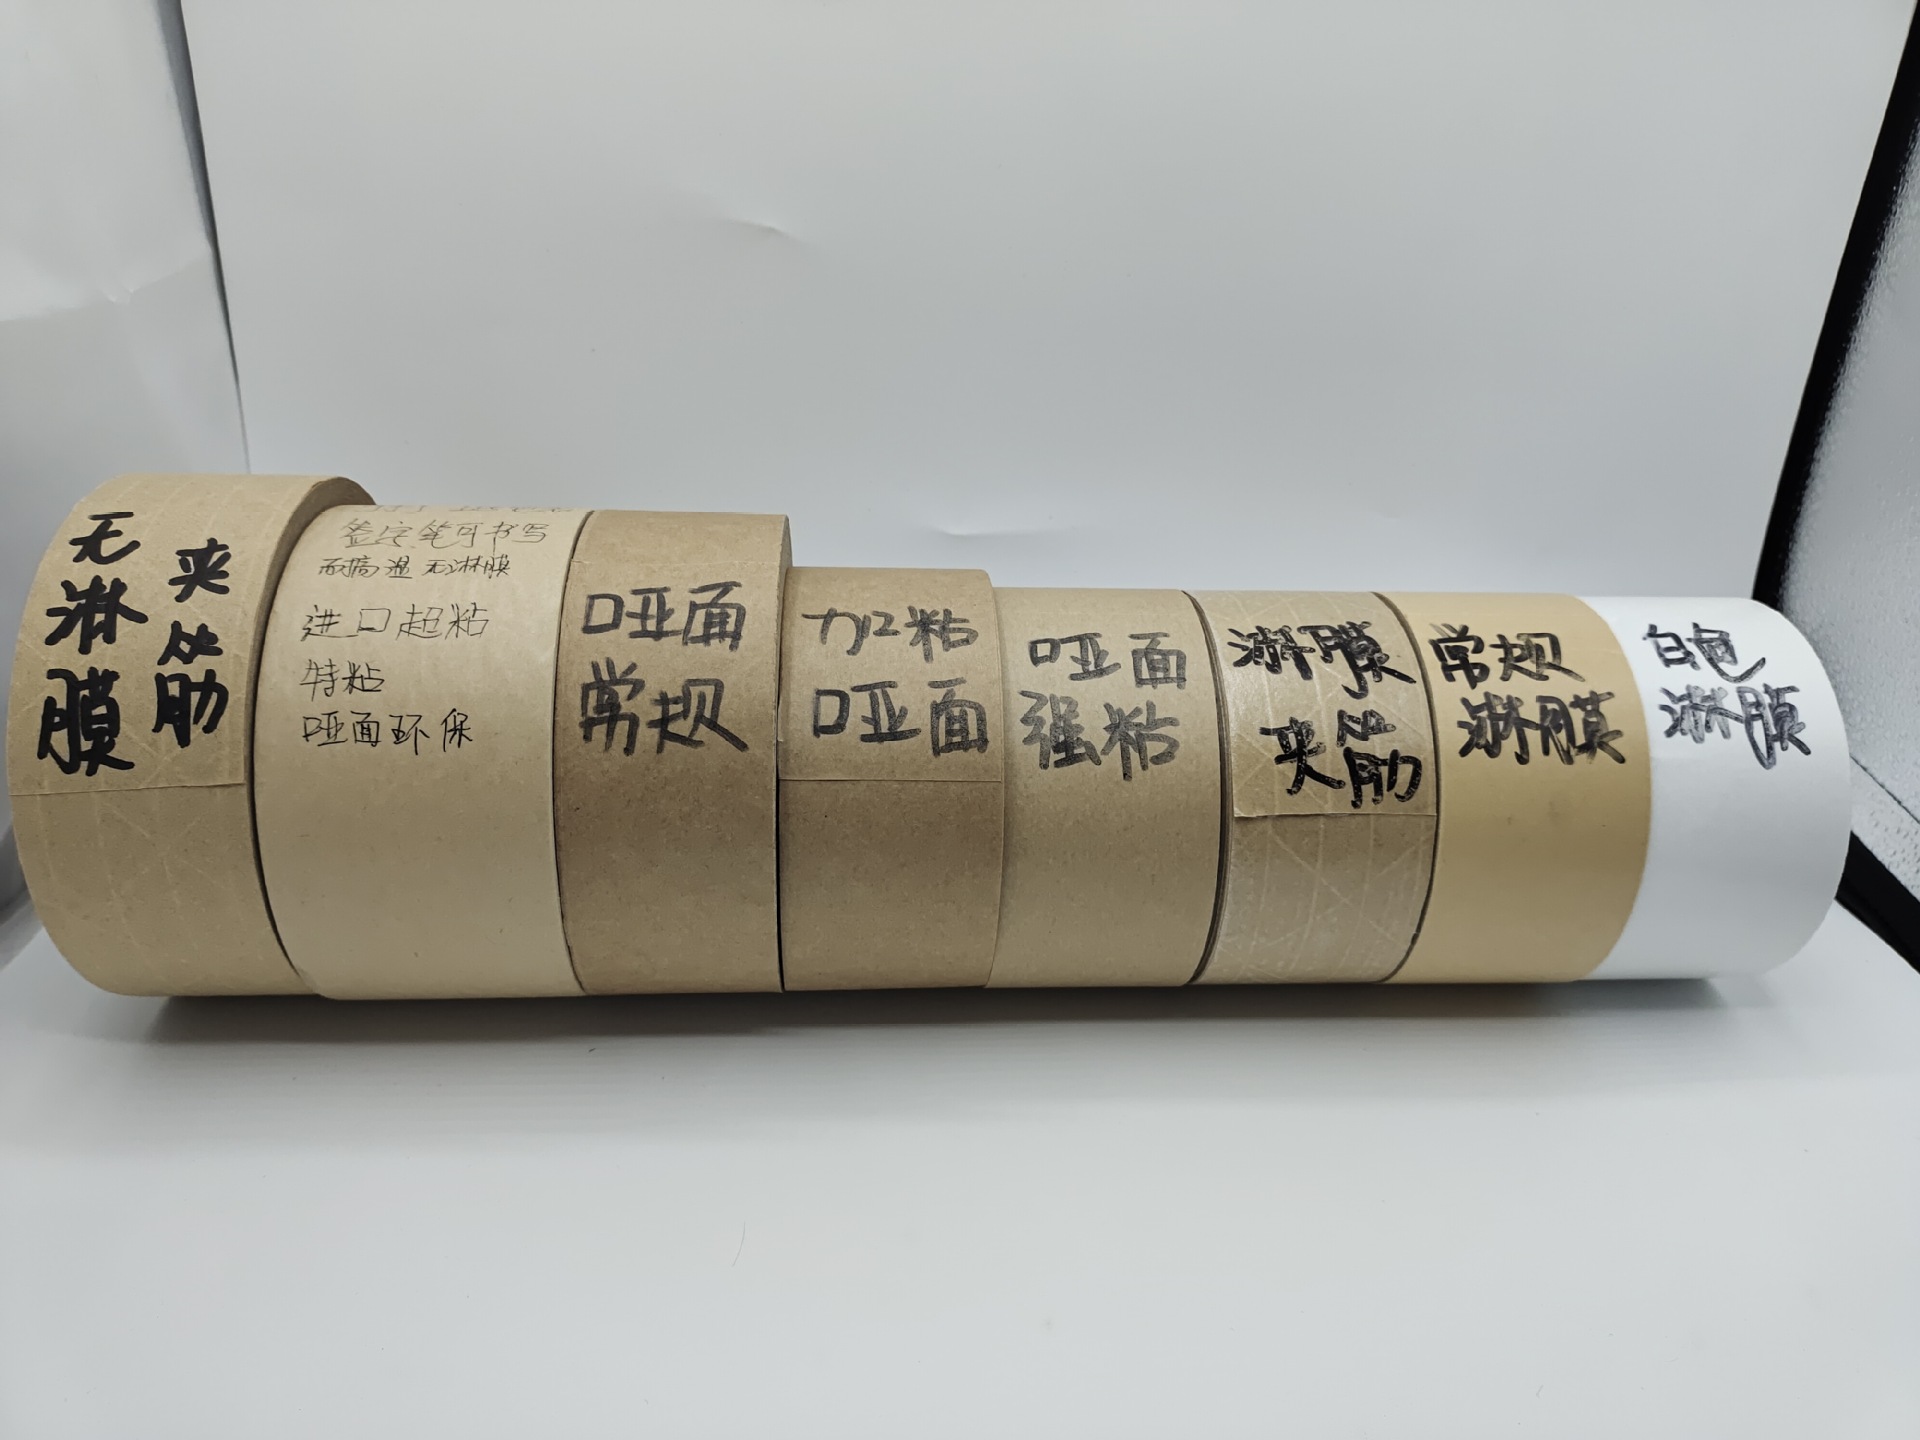 无淋膜
夹筋
签字笔可书写
耐高温 无淋膜
进口超粘
特粘
哑面环保
哑面
常规
加粘
哑面
哑面
强粘
淋膜
夹筋
常规
淋膜
白色
淋膜